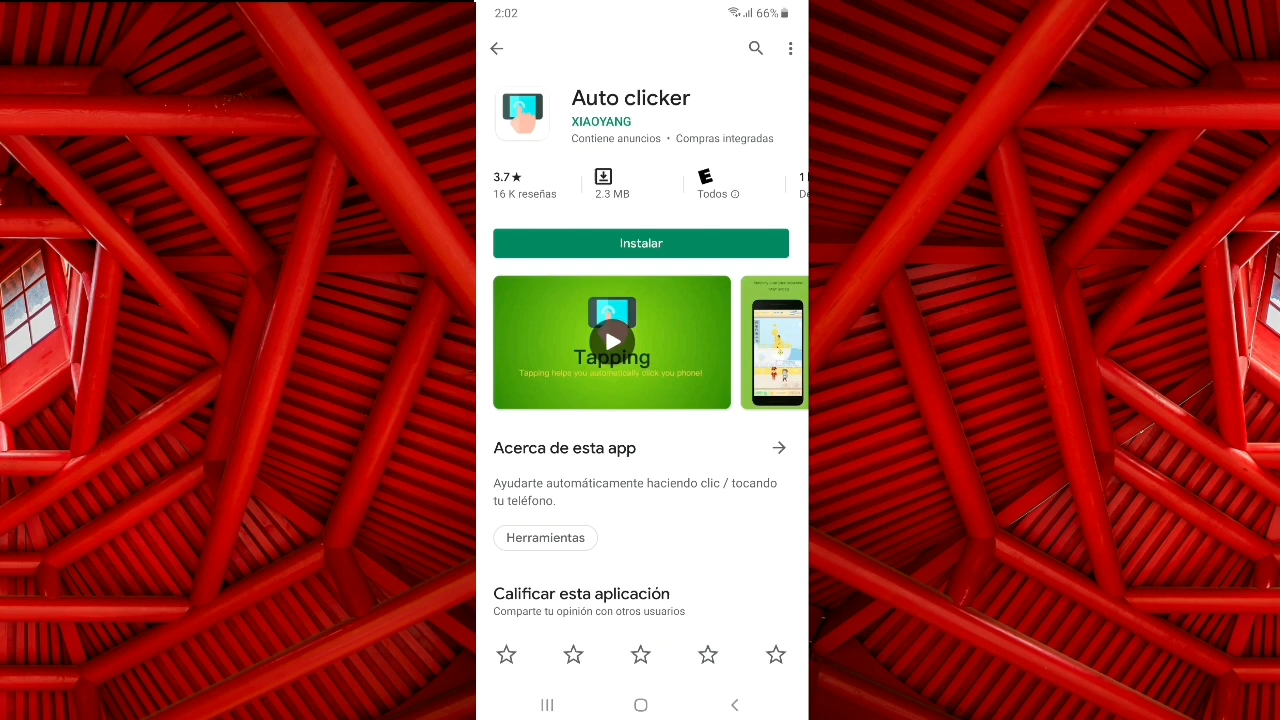 2:02
66%
Auto clicker
XIAOYANG
Contiene anuncios • Compras integradas
3.7★
16 K reseñas
2.3 MB
E
Todos
1
De
Instalar
Tapping
Tapping helps you automatically click you phone!
Acerca de esta app
Ayudarte automáticamente haciendo clic / tocando
tu teléfono.
Herramientas
Calificar esta aplicación
Comparte tu opinión con otros usuarios